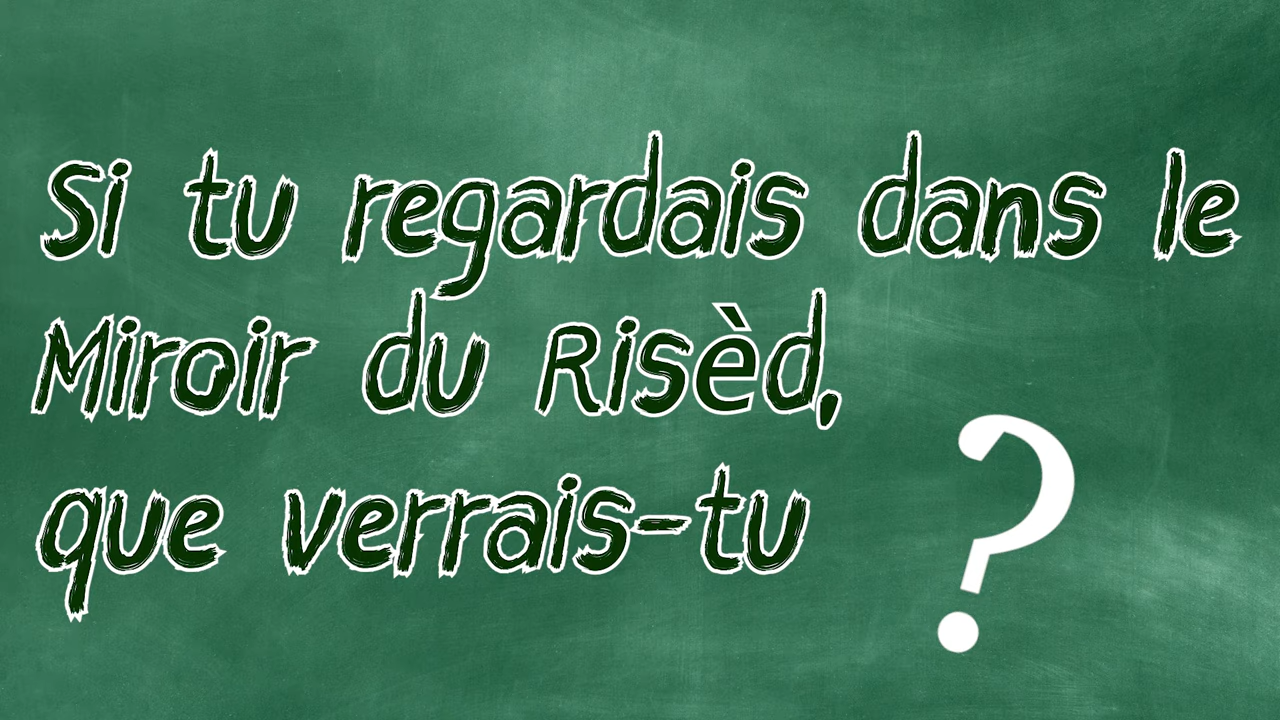 Si tu regardais dans le
Miroir du Risèd,
que verrais-tu ?